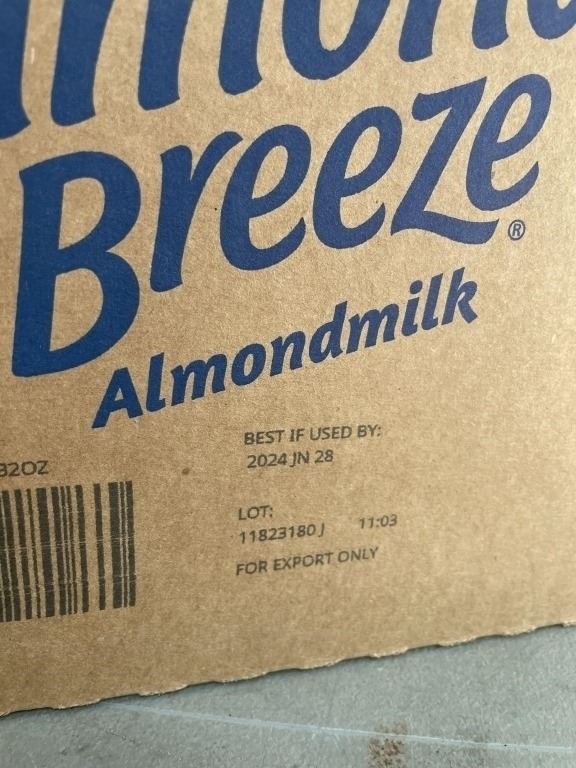 Breeze®
Almondmilk
32OZ
BEST IF USED BY:
2024 JN 28
LOT:
11823180 J 11:03
FOR EXPORT ONLY